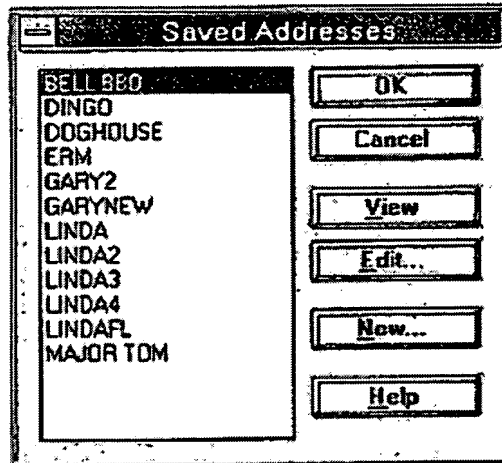 Saved Addresses
BELL BBQ
DINGO
DOGHOUSE
ERM
GARY2
GARYNEW
LINDA
LINDA2
LINDA3
LINDA4
LINDAFL
MAJOR TOM
OK
Cancel
View
Edit...
New...
Help